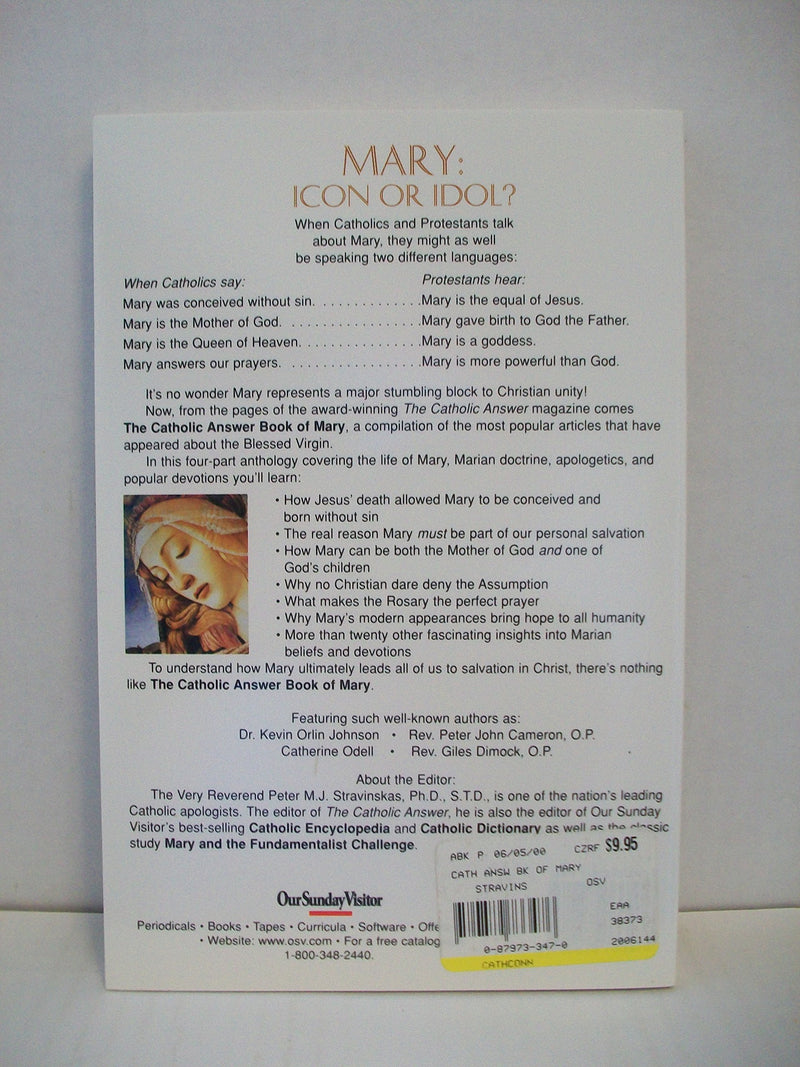 MARY:
ICON OR IDOL?
When Catholics and Protestants talk
about Mary, they might as well
be speaking two different languages:
When Catholics say: Protestants hear:
Mary was conceived without sin. . . . . . . . . . . . . .Mary is the equal of Jesus.
Mary is the Mother of God. . . . . . . . . . . . . . . . .Mary gave birth to God the Father.
Mary is the Queen of Heaven. . . . . . . . . . . . . . .Mary is a goddess.
Mary answers our prayers. . . . . . . . . . . . . . . . . .Mary is more powerful than God.
It's no wonder Mary represents a major stumbling block to Christian unity!
Now, from the pages of the award-winning The Catholic Answer magazine comes
The Catholic Answer Book of Mary, a compilation of the most popular articles that have
appeared about the Blessed Virgin.
In this four-part anthology covering the life of Mary, Marian doctrine, apologetics, and
popular devotions you'll learn:
• How Jesus' death allowed Mary to be conceived and
born without sin
• The real reason Mary must be part of our personal salvation
• How Mary can be both the Mother of God and one of
God's children
• Why no Christian dare deny the Assumption
• What makes the Rosary the perfect prayer
• Why Mary's modern appearances bring hope to all humanity
• More than twenty other fascinating insights into Marian
beliefs and devotions
To understand how Mary ultimately leads all of us to salvation in Christ, there's nothing
like The Catholic Answer Book of Mary.
Featuring such well-known authors as:
Dr. Kevin Orlin Johnson • Rev. Peter John Cameron, O.P.
Catherine Odell • Rev. Giles Dimock, O.P.
About the Editor:
The Very Reverend Peter M.J. Stravinskas, Ph.D., S.T.D., is one of the nation's leading
Catholic apologists. The editor of The Catholic Answer, he is also the editor of Our Sunday
Visitor's best-selling Catholic Encyclopedia and Catholic Dictionary as well as the classic
study Mary and the Fundamentalist Challenge.
OurSundayVisitor
Periodicals • Books • Tapes • Curricula • Software • Offe
• Website: www.osv.com • For a free catalog
1-800-348-2440.
ABK P 06/05/00 CZRF $9.95
CATH ANSW BK OF MARY
STRAVINS OSV
EAA
38373
0-87973-347-0 2006144
CATHCONN